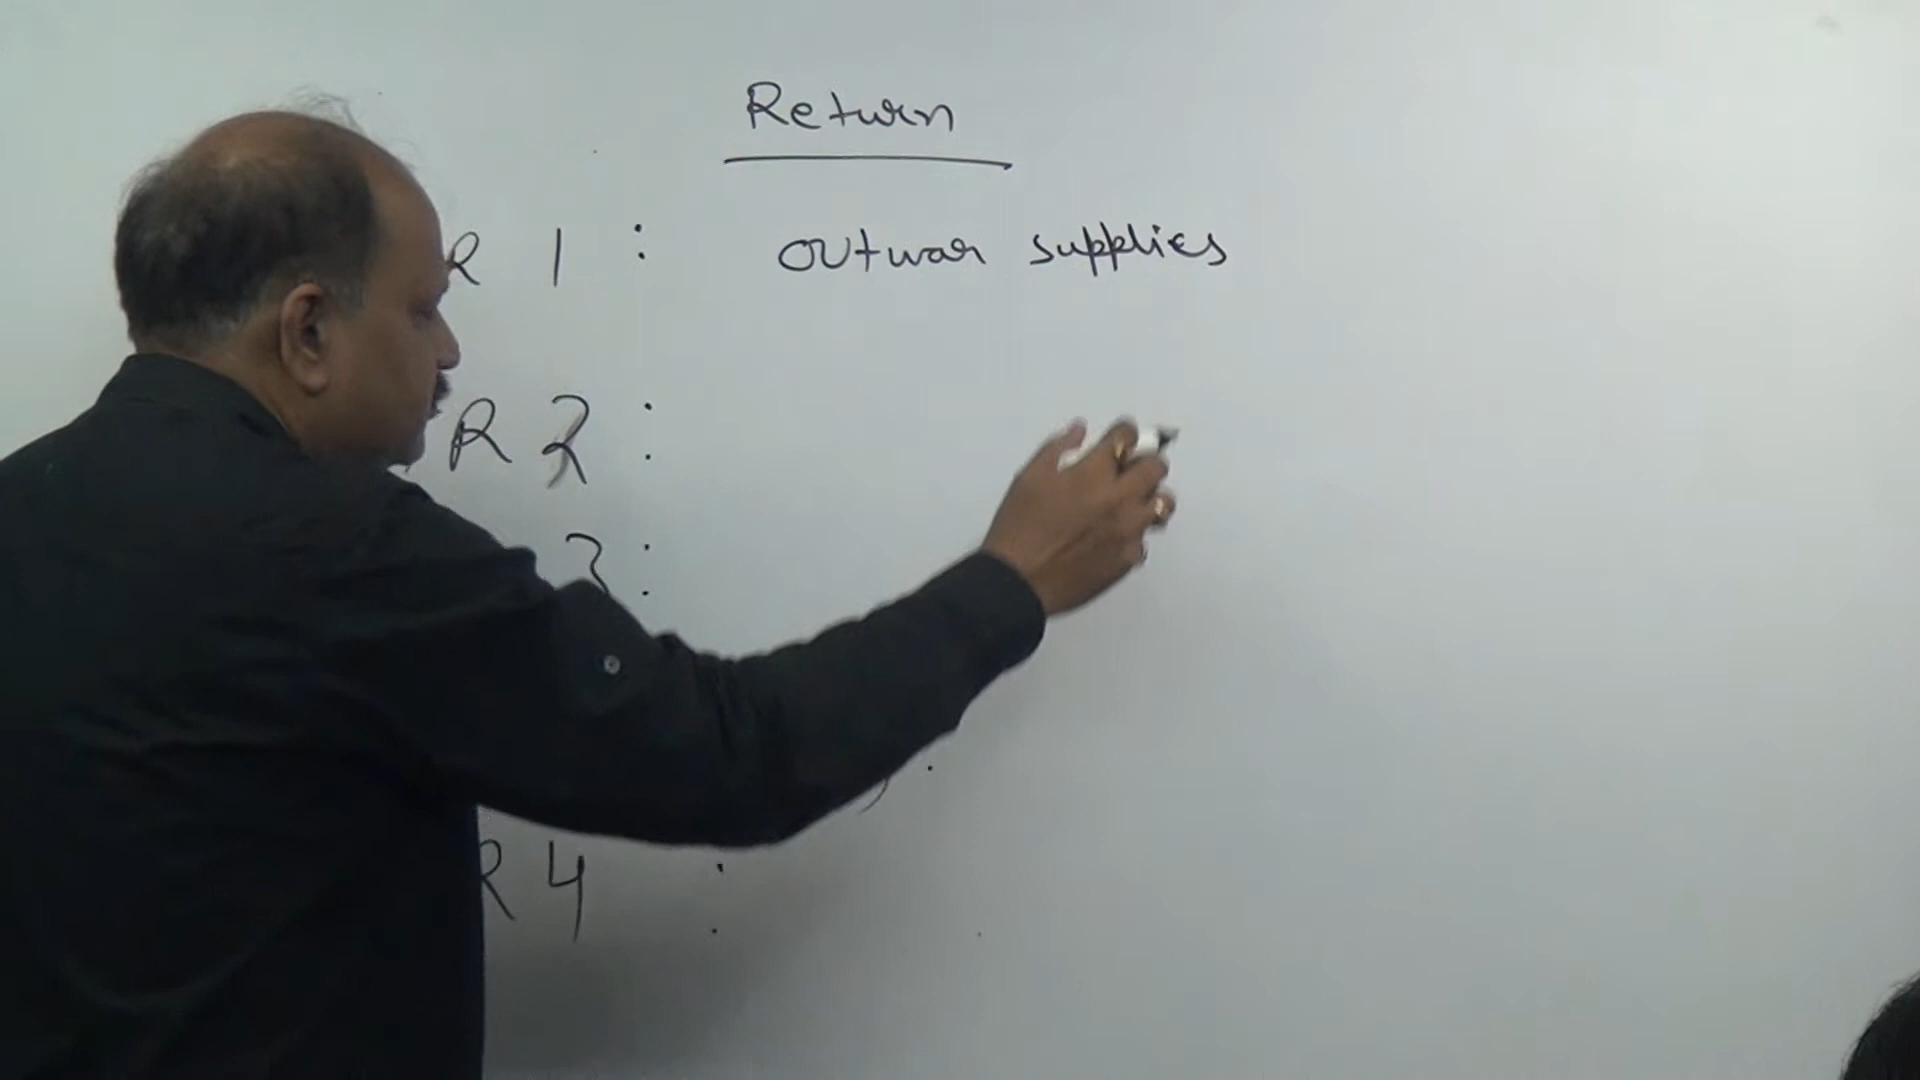 Return
R 1 : outwar supplies
R 2 :
3 :
R 4 :